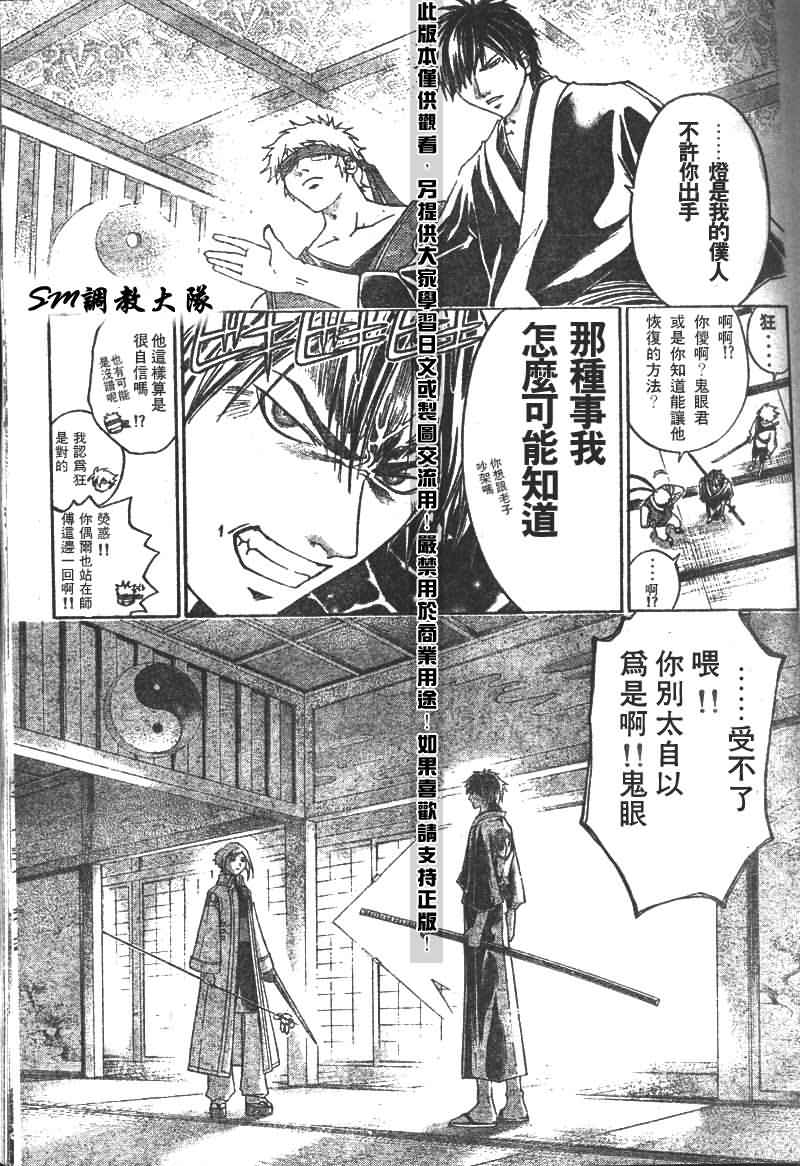 ……燈是我的僕人
不許你出手
狂……
啊啊!?
你傻啊?鬼眼君
或是你知道能讓他
恢復的方法?
……啊!?
那種事我
怎麼可能知道
你想跟老子
吵架嗎
他這樣算是
很自信嗎!?
也有可能
是沒譜呢
我認爲狂
是對的
熒惑!!
你偶爾也站在師
傅這邊一回啊!!
……受不了
喂!!
你別太自以
爲是啊!!鬼眼
SM調教大隊
此版本僅供觀看，另提供大家學習日文或製圖交流用!嚴禁用於商業用途!如果喜歡請支持正版!